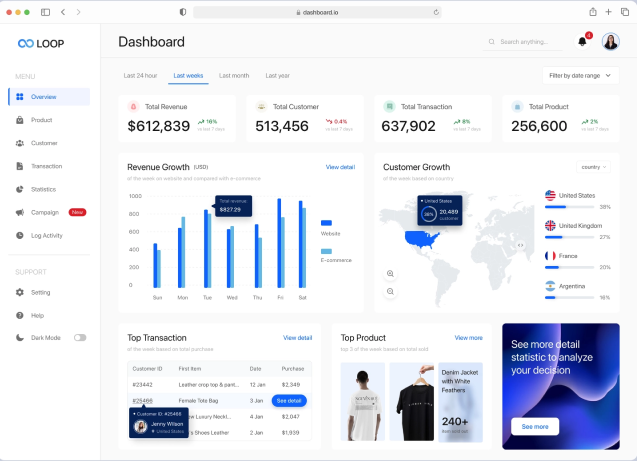 dashboard.io
LOOP
Dashboard
Search anything...
4
MENU
Overview
Product
Customer
Transaction
Statistics
Campaign
New
Log Activity
SUPPORT
Setting
Help
Dark Mode
Last 24 hour
Last weeks
Last month
Last year
Filter by date range
Total Revenue
$612,839
16%
vs last 7 days
Total Customer
513,456
0.4%
vs last 7 days
Total Transaction
637,902
6%
vs last 7 days
Total Product
256,600
2%
vs last 7 days
Revenue Growth (USD)
View detail
of the week on website and compared with e-commerce
1000
800
600
400
200
0
Sun Mon Tue Wed Thu Fri Sat
Total revenue
$827.29
Website
E-commerce
Customer Growth
country
of the week based on country
United States
38%
20,489
customer
United States
38%
United Kingdom
27%
France
20%
Argentina
16%
Top Transaction
View detail
of the week based on total purchase
Customer ID First Item Date Purchase
#23442 Leather crop top & pant... 12 Jan $2,349
#25466 Female Tote Bag 3 Jan See detail
Luxury Neckl... 4 Jan $2,047
Shoes Leather 2 Jan $1,939
Customer ID: #25466
Jenny Wilson
# United States
Top Product
View more
top 3 of the week based on total sold
Denim Jacket
with White
Feathers
240+
item sold out
See more detail
statistic to analyze
your decision
See more